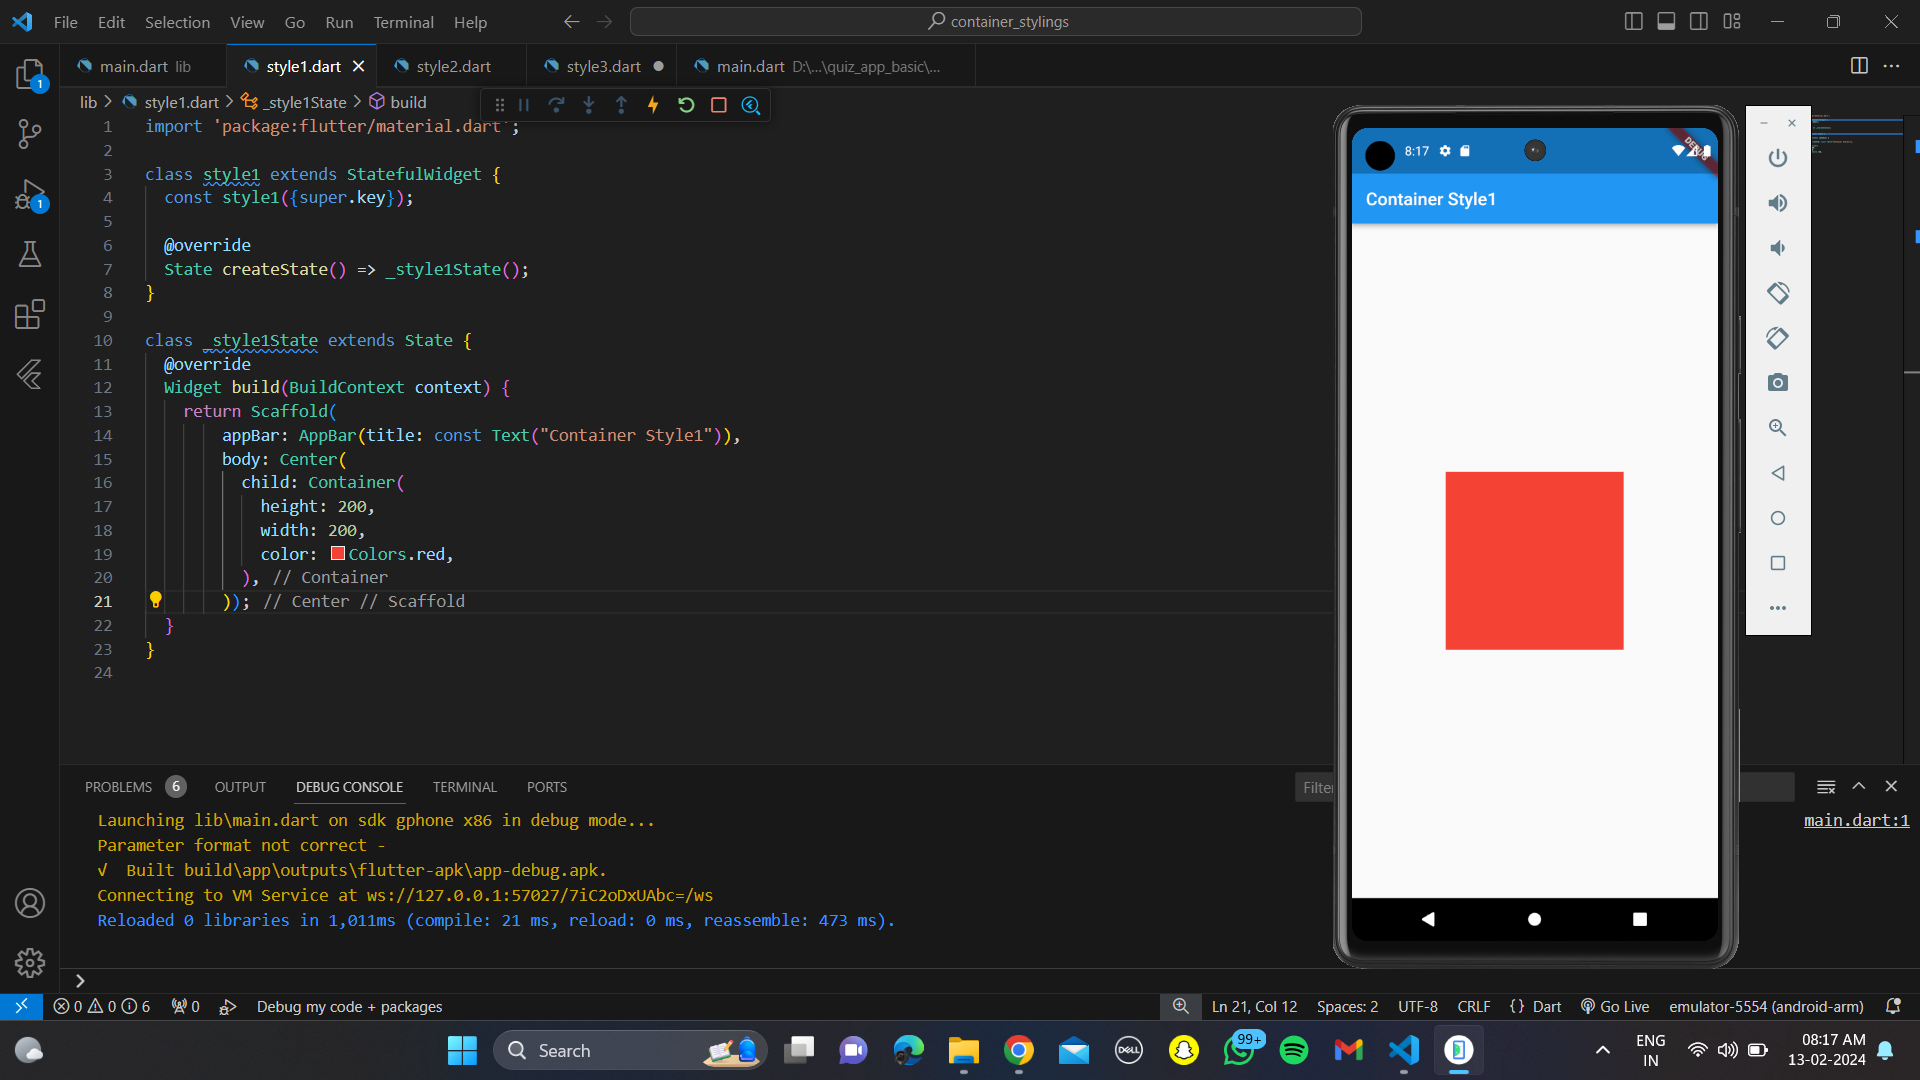 File Edit Selection View Go Run Terminal Help
container_stylings
main.dart lib
style1.dart
style2.dart
style3.dart
main.dart D:\...\quiz_app_basic\...
lib > style1.dart > _style1State > build
1 import 'package:flutter/material.dart';
2
3 class style1 extends StatefulWidget {
4 const style1({super.key});
5
6 @override
7 State createState() => _style1State();
8 }
9
10 class _style1State extends State {
11 @override
12 Widget build(BuildContext context) {
13 return Scaffold(
14 appBar: AppBar(title: const Text("Container Style1")),
15 body: Center(
16 child: Container(
17 height: 200,
18 width: 200,
19 color: Colors.red,
20 ), // Container
21 )); // Center // Scaffold
22 }
23 }
24
8:17
DEBUG
Container Style1
PROBLEMS 6 OUTPUT DEBUG CONSOLE TERMINAL PORTS
Filter
Launching lib\main.dart on sdk gphone x86 in debug mode...
main.dart:1
Parameter format not correct -
√ Built build\app\outputs\flutter-apk\app-debug.apk.
Connecting to VM Service at ws://127.0.0.1:57027/7iC2oDxUAbc=/ws
Reloaded 0 libraries in 1,011ms (compile: 21 ms, reload: 0 ms, reassemble: 473 ms).
>
1
1
0 0 6 0 Debug my code + packages
Ln 21, Col 12 Spaces: 2 UTF-8 CRLF {} Dart Go Live emulator-5554 (android-arm)
Search
DELL
99+
ENG
IN
08:17 AM
13-02-2024